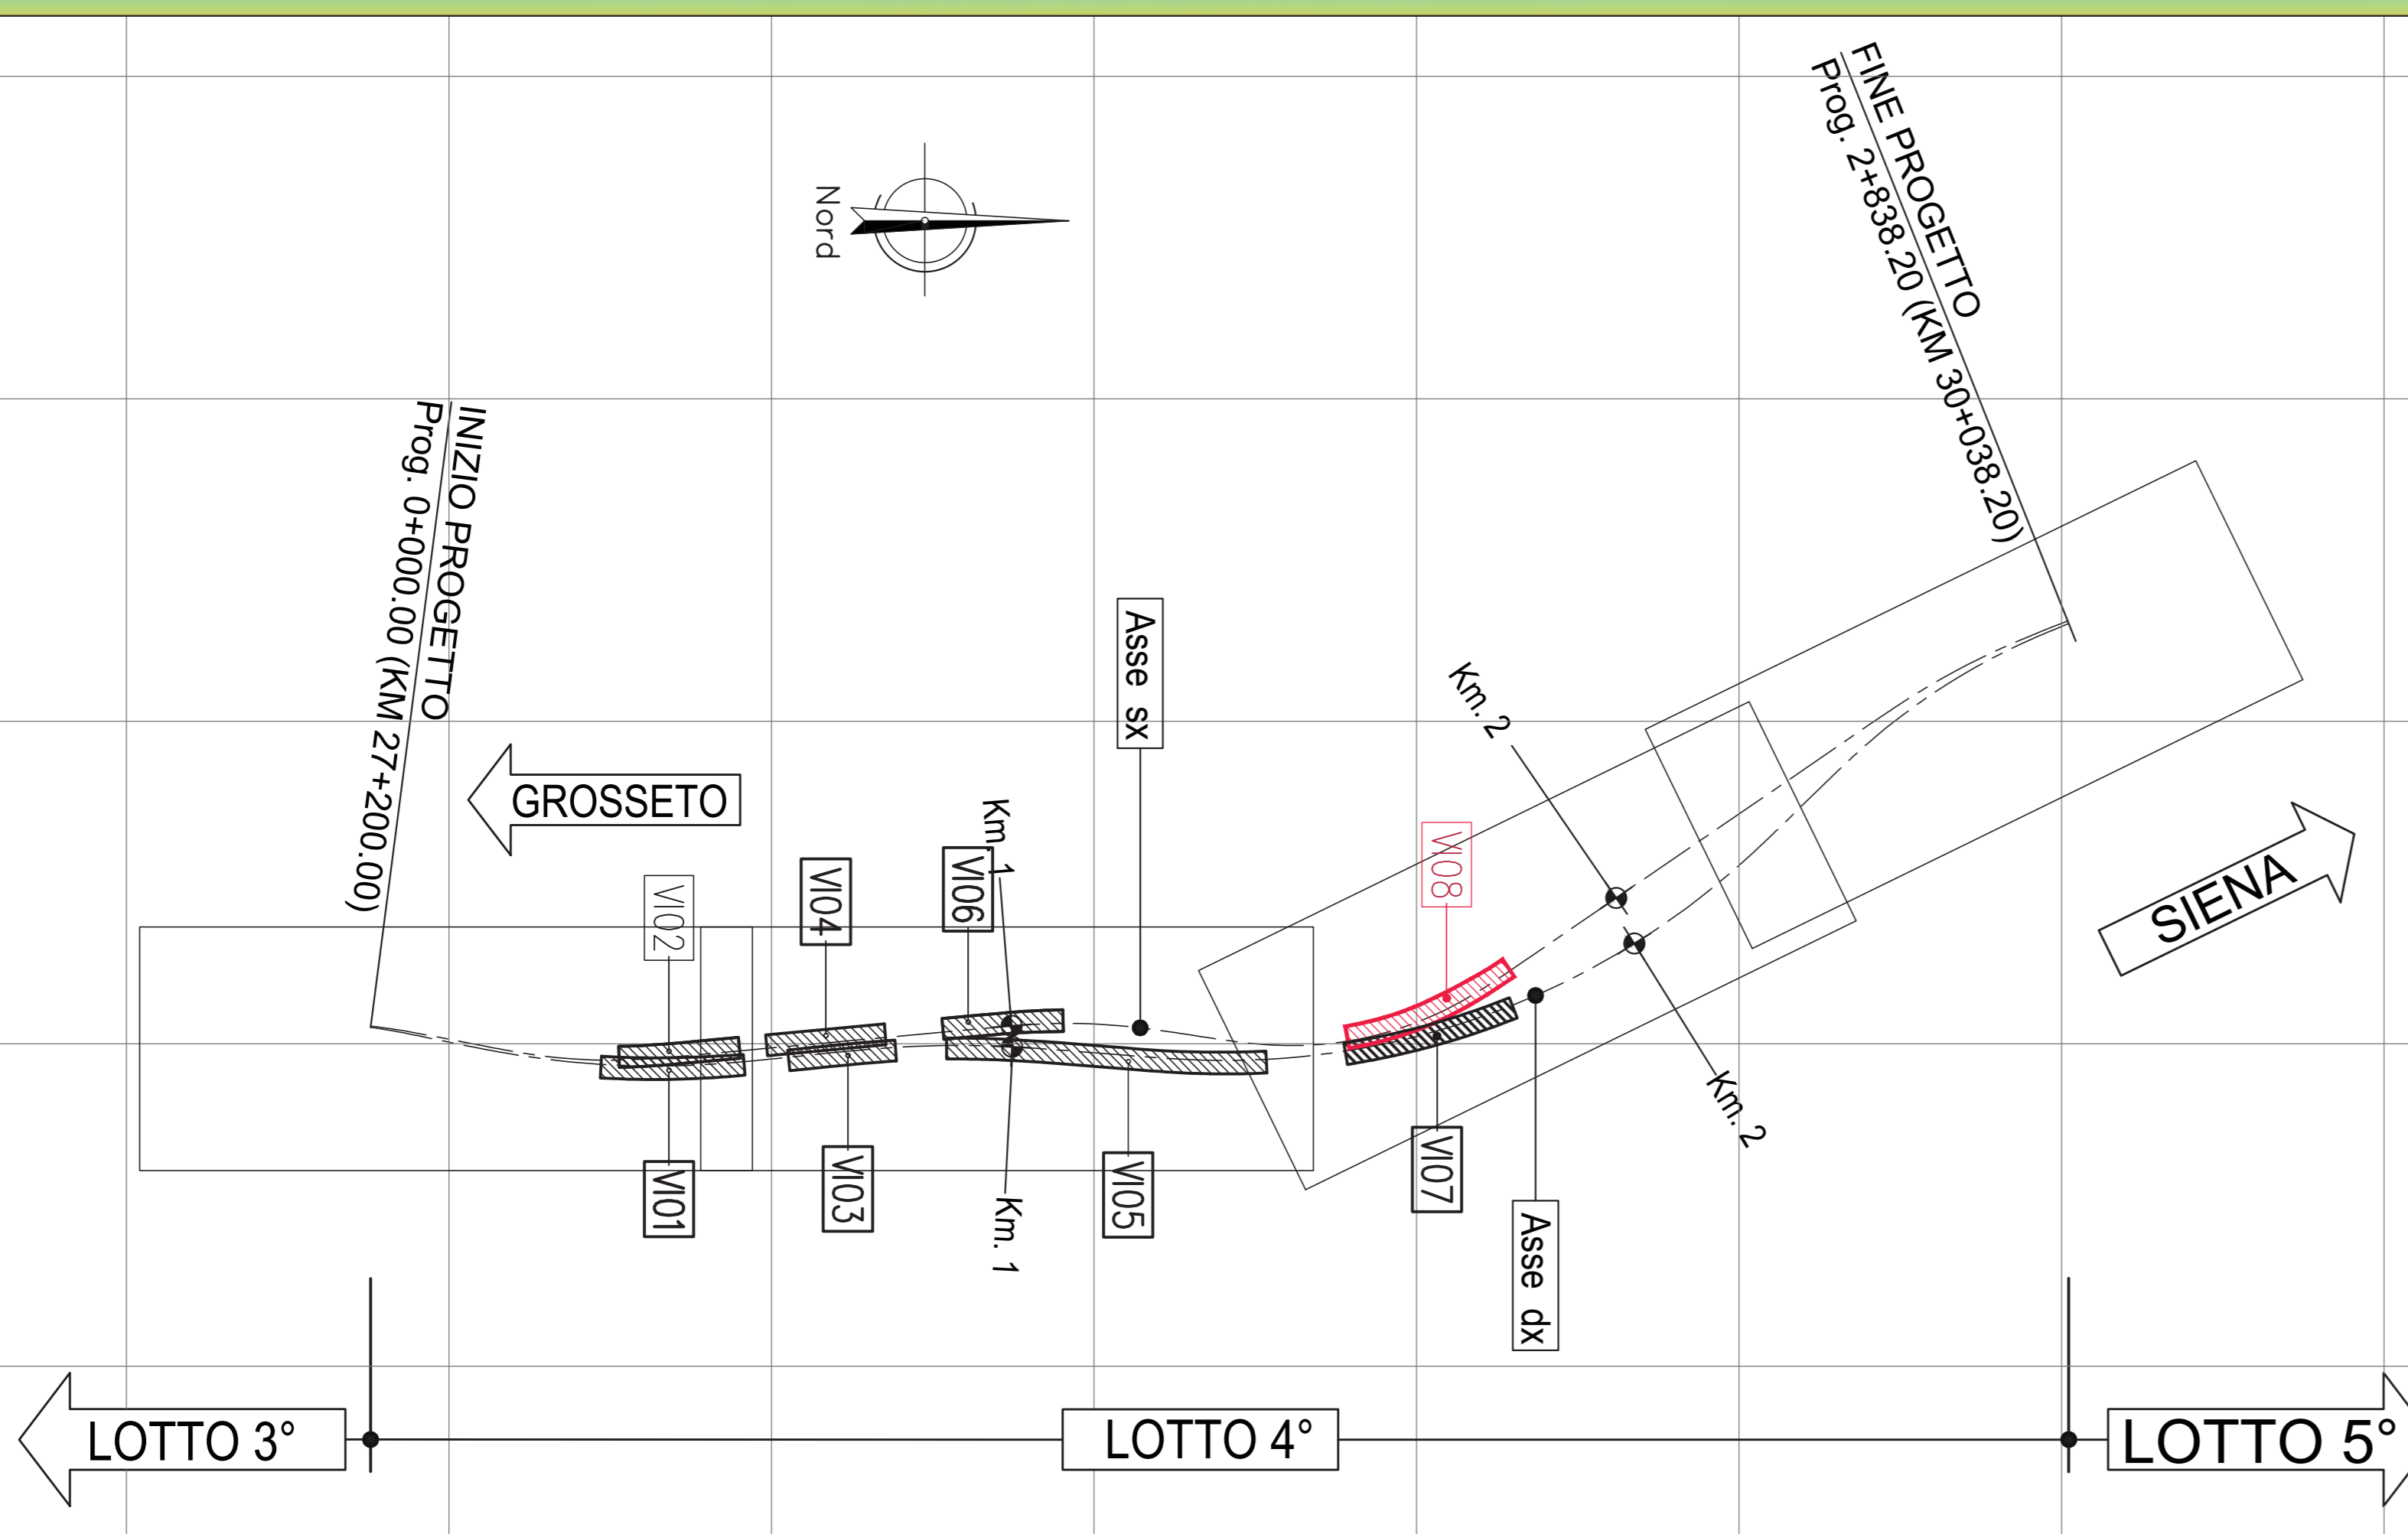 FINE PROGETTO
Prog. 2+838.20 (KM 30+038.20)
Nord
INIZIO PROGETTO
Prog. 0+000.00 (KM 27+200.00)
Asse sx
Km. 2
GROSSETO
Km. 1
VI08
VI02
VI04
VI06
SIENA
Km. 2
VI01
VI03
Km. 1
VI05
VI07
Asse dx
LOTTO 3°
LOTTO 4°
LOTTO 5°